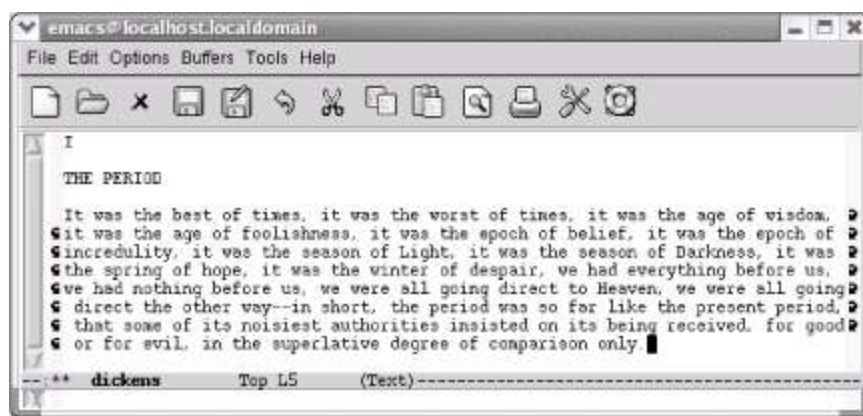 emacs@localhost.localdomain
File Edit Options Buffers Tools Help
I
THE PERIOD
It was the best of times, it was the worst of times, it was the age of wisdom,
it was the age of foolishness, it was the epoch of belief, it was the epoch of
incredulity, it was the season of Light, it was the season of Darkness, it was
the spring of hope, it was the winter of despair, we had everything before us,
we had nothing before us, we were all going direct to Heaven, we were all going
direct the other way--in short, the period was so far like the present period,
that some of its noisiest authorities insisted on its being received, for good
or for evil, in the superlative degree of comparison only.
--:** dickens Top L5 (Text)--------------------------------------------